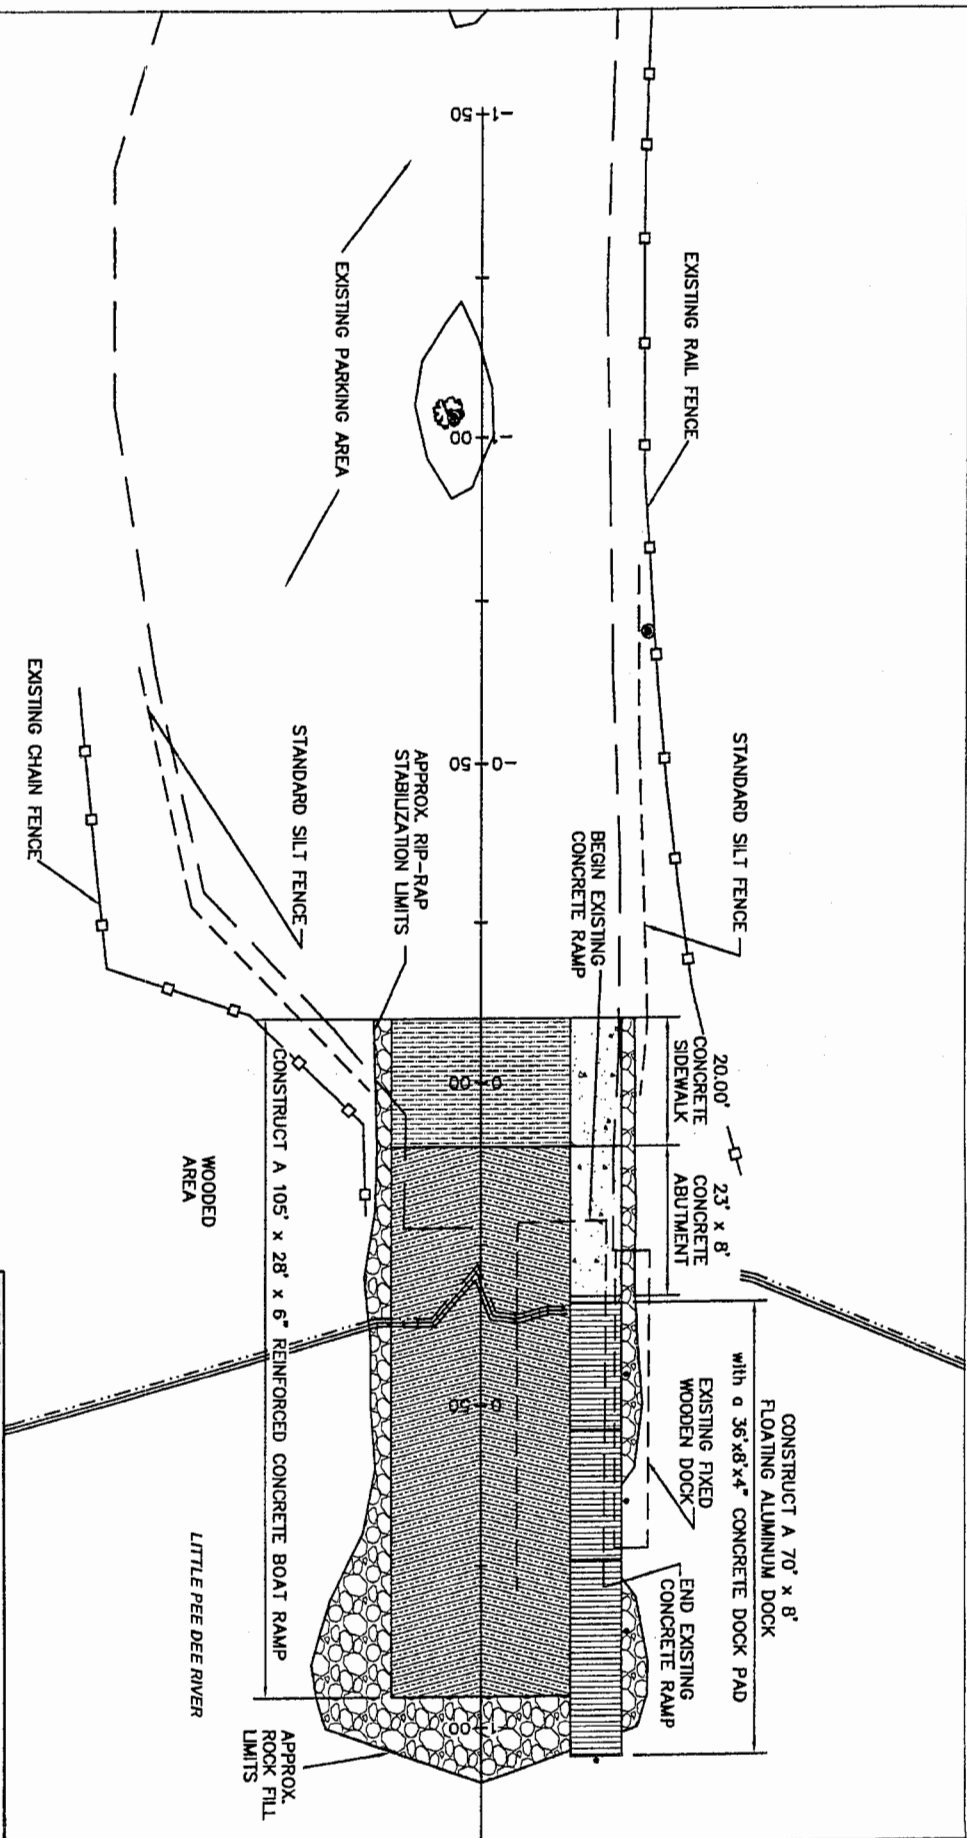 EXISTING RAIL FENCE
STANDARD SILT FENCE
20.00'
CONCRETE
SIDEWALK
23' x 8'
CONCRETE
ABUTMENT
CONSTRUCT A 70' x 8'
FLOATING ALUMINUM DOCK
with a 36'x8'x4" CONCRETE DOCK PAD
EXISTING FIXED
WOODEN DOCK
END EXISTING
CONCRETE RAMP
BEGIN EXISTING
CONCRETE RAMP
-1+50
-1+00
-0+50
0+00
0+50
1+00
EXISTING PARKING AREA
APPROX. RIP-RAP
STABILIZATION LIMITS
STANDARD SILT FENCE
EXISTING CHAIN FENCE
CONSTRUCT A 105' x 28' x 6" REINFORCED CONCRETE BOAT RAMP
APPROX.
ROCK FILL
LIMITS
WOODED
AREA
LITTLE PEE DEE RIVER